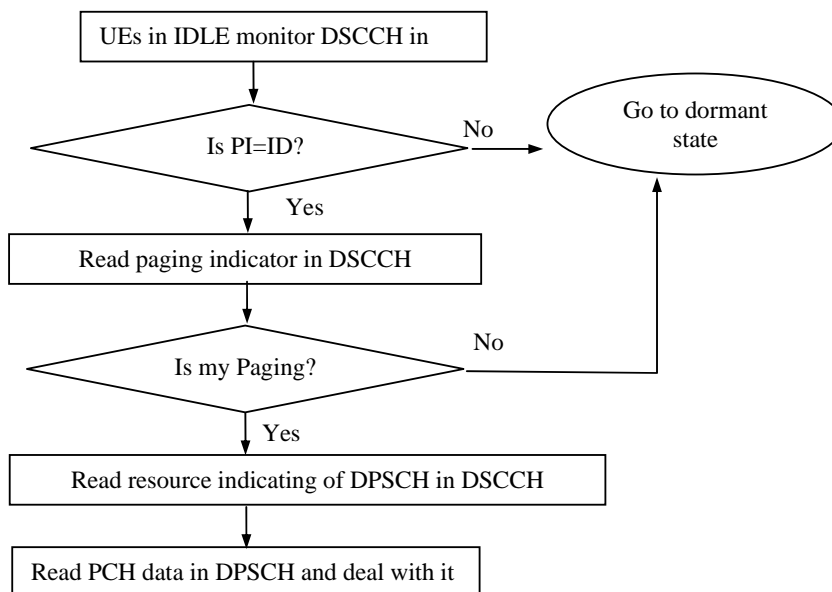 UEs in IDLE monitor DSCCH in
Is PI=ID?
No
Go to dormant
state
Yes
Read paging indicator in DSCCH
Is my Paging?
No
Yes
Read resource indicating of DPSCH in DSCCH
Read PCH data in DPSCH and deal with it